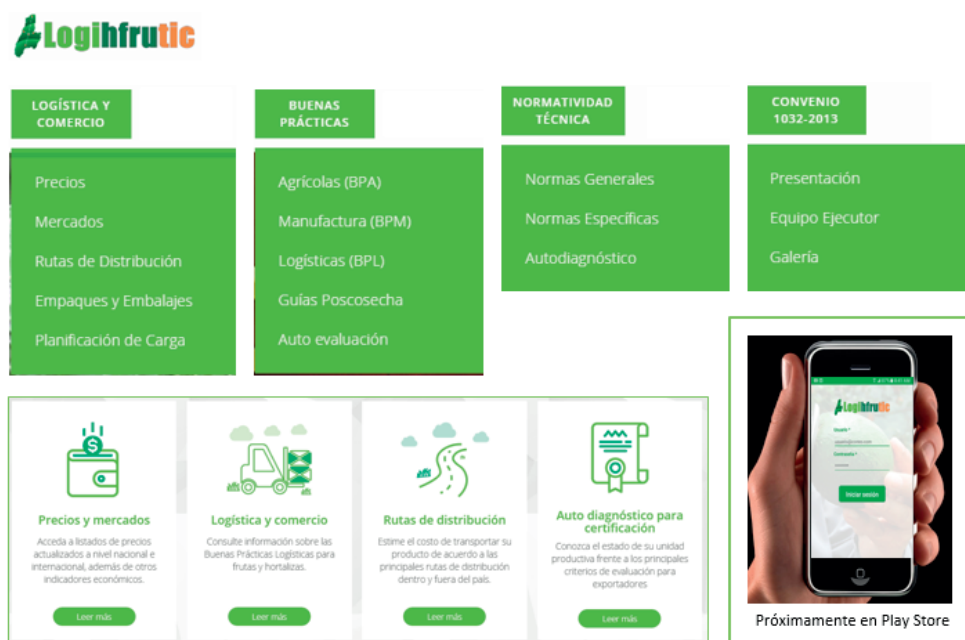 Logihfrutic
LOGÍSTICA Y
COMERCIO
Precios
Mercados
Rutas de Distribución
Empaques y Embalajes
Planificación de Carga
BUENAS
PRÁCTICAS
Agrícolas (BPA)
Manufactura (BPM)
Logísticas (BPL)
Guías Poscosecha
Auto evaluación
NORMATIVIDAD
TÉCNICA
Normas Generales
Normas Específicas
Autodiagnóstico
CONVENIO
1032-2013
Presentación
Equipo Ejecutor
Galería
Precios y mercados
Acceda a listados de precios
actualizados a nivel nacional e
internacional, además de otros
indicadores económicos.
Leer más
Logística y comercio
Consulte información sobre las
Buenas Prácticas Logísticas para
frutas y hortalizas.
Leer más
Rutas de distribución
Estime el costo de transportar su
producto de acuerdo a las
principales rutas de distribución
dentro y fuera del país.
Leer más
Auto diagnóstico para
certificación
Conozca el estado de su unidad
productiva frente a los principales
criterios de evaluación para
exportadores
Leer más
Logihfrutic
Usuario *
Contraseña *
Iniciar sesión
Próximamente en Play Store